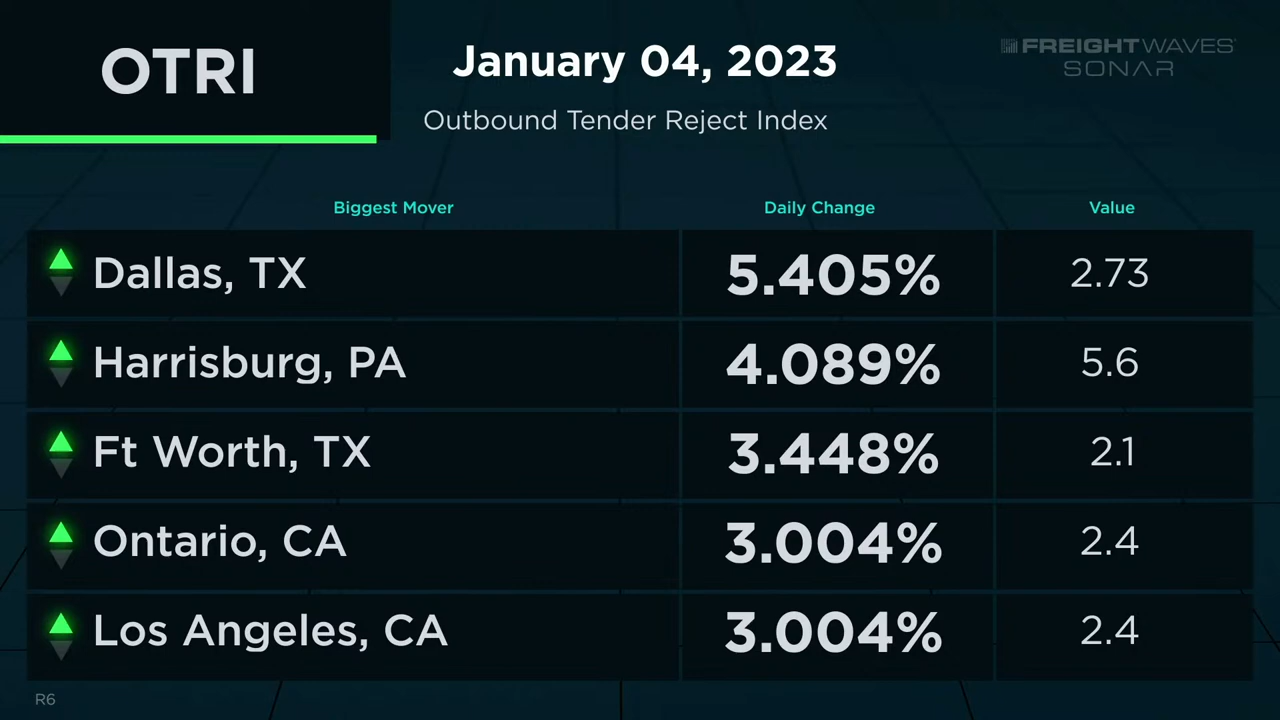 OTRI
January 04, 2023
Outbound Tender Reject Index
FREIGHTWAVES
SONAR
Biggest Mover Daily Change Value
Dallas, TX 5.405% 2.73
Harrisburg, PA 4.089% 5.6
Ft Worth, TX 3.448% 2.1
Ontario, CA 3.004% 2.4
Los Angeles, CA 3.004% 2.4
R6